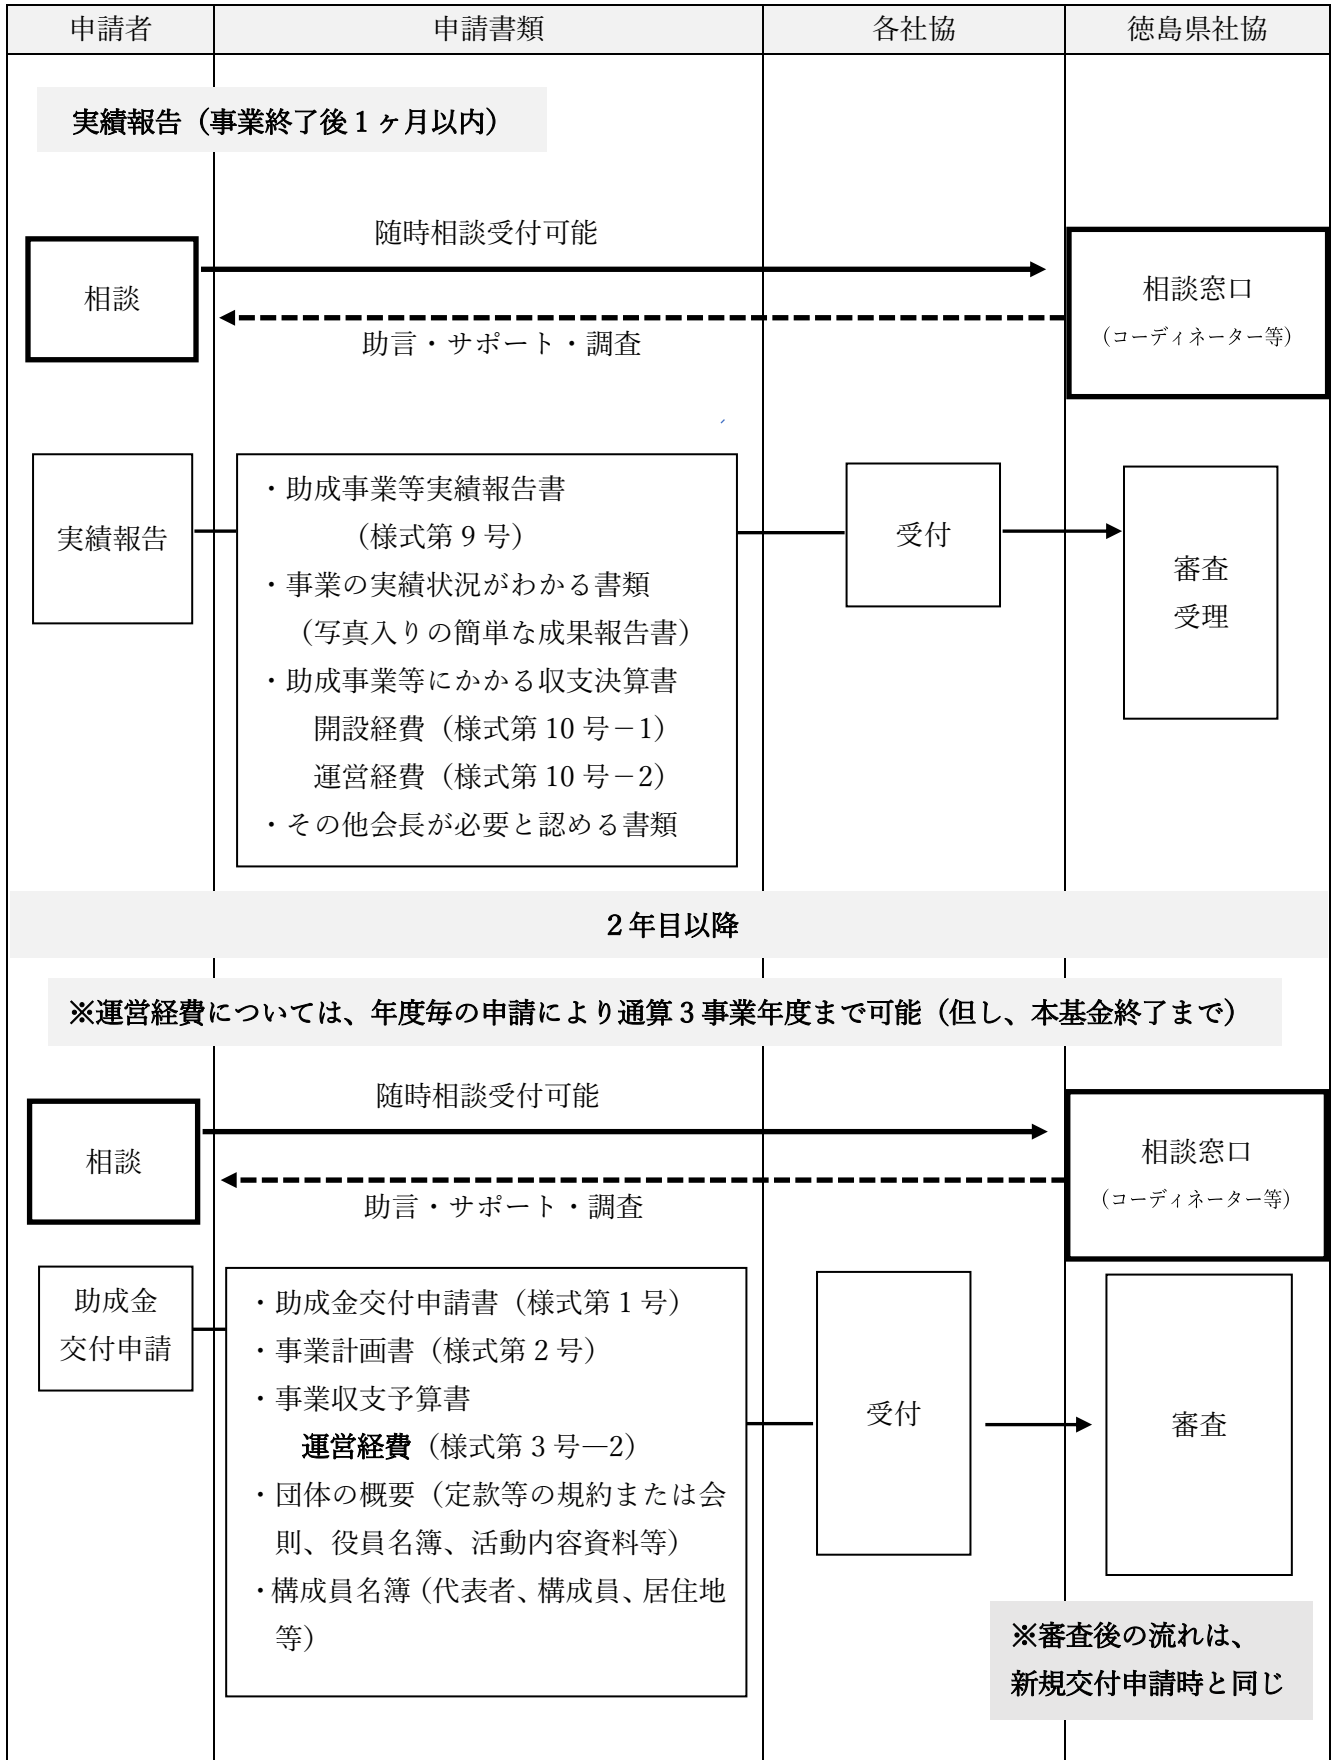 申請者
申請書類
各社協
徳島県社協
実績報告（事業終了後１ヶ月以内）
随時相談受付可能
相談
相談窓口
（コーディネーター等）
助言・サポート・調査
実績報告
・助成事業等実績報告書
（様式第 9 号）
・事業の実績状況がわかる書類
（写真入りの簡単な成果報告書）
・助成事業等にかかる収支決算書
開設経費（様式第 10 号－1）
運営経費（様式第 10 号－2）
・その他会長が必要と認める書類
受付
審査
受理
２年目以降
※運営経費については、年度毎の申請により通算３事業年度まで可能（但し、本基金終了まで）
随時相談受付可能
相談
相談窓口
（コーディネーター等）
助言・サポート・調査
助成金
交付申請
・助成金交付申請書（様式第 1 号）
・事業計画書（様式第 2 号）
・事業収支予算書
運営経費（様式第 3 号―2）
・団体の概要（定款等の規約または会
則、役員名簿、活動内容資料等）
・構成員名簿（代表者、構成員、居住地
等）
受付
審査
※審査後の流れは、
新規交付申請時と同じ